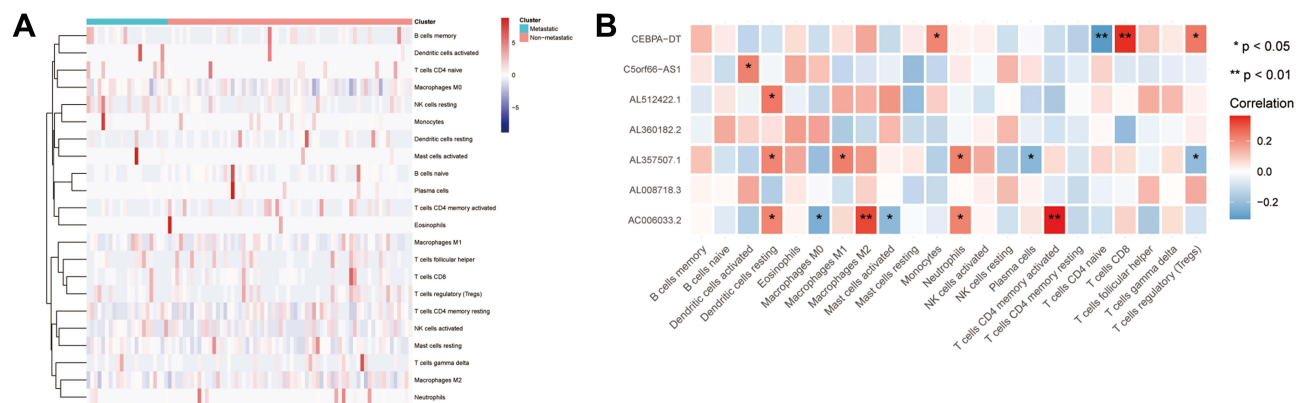 A
Cluster
B cells memory
Dendritic cells activated
T cells CD4 naive
Macrophages M0
NK cells resting
Monocytes
Dendritic cells resting
Mast cells activated
B cells naive
Plasma cells
T cells CD4 memory activated
Eosinophils
Macrophages M1
T cells follicular helper
T cells CD8
T cells regulatory (Tregs)
T cells CD4 memory resting
NK cells activated
Mast cells resting
T cells gamma delta
Macrophages M2
Neutrophils
5
0
−5
Cluster
Metastatic
Non-metastatic
B
CEBPA-DT
C5orf66-AS1
AL512422.1
AL360182.2
AL357507.1
AL008718.3
AC006033.2
* ** ** *
*
*
* * * * *
* * ** * * **
B cells memory
B cells naive
Dendritic cells activated
Dendritic cells resting
Eosinophils
Macrophages M0
Macrophages M1
Macrophages M2
Mast cells activated
Mast cells resting
Monocytes
Neutrophils
NK cells activated
NK cells resting
Plasma cells
T cells CD4 memory activated
T cells CD4 memory resting
T cells CD4 naive
T cells CD8
T cells follicular helper
T cells gamma delta
T cells regulatory (Tregs)
* p < 0.05
** p < 0.01
Correlation
0.2
0.0
−0.2